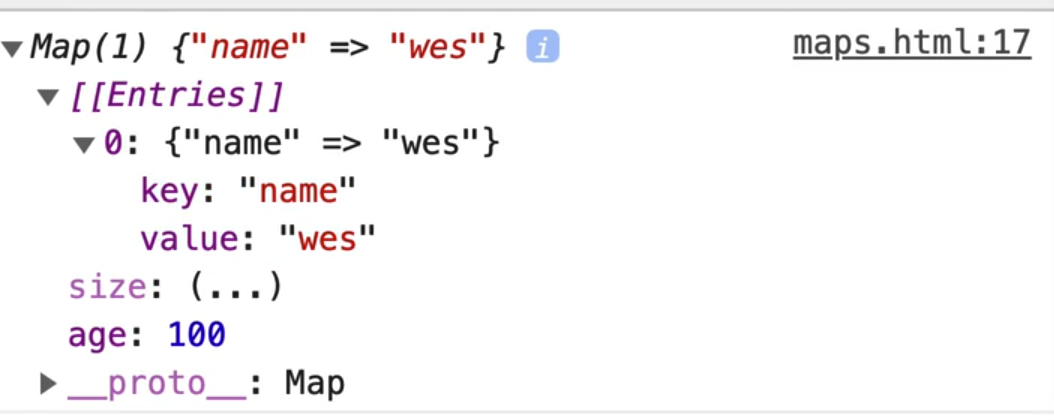 ▼Map(1) {"name" => "wes"} i maps.html:17
▼[[Entries]]
▼0: {"name" => "wes"}
key: "name"
value: "wes"
size: (...)
age: 100
▶__proto__: Map